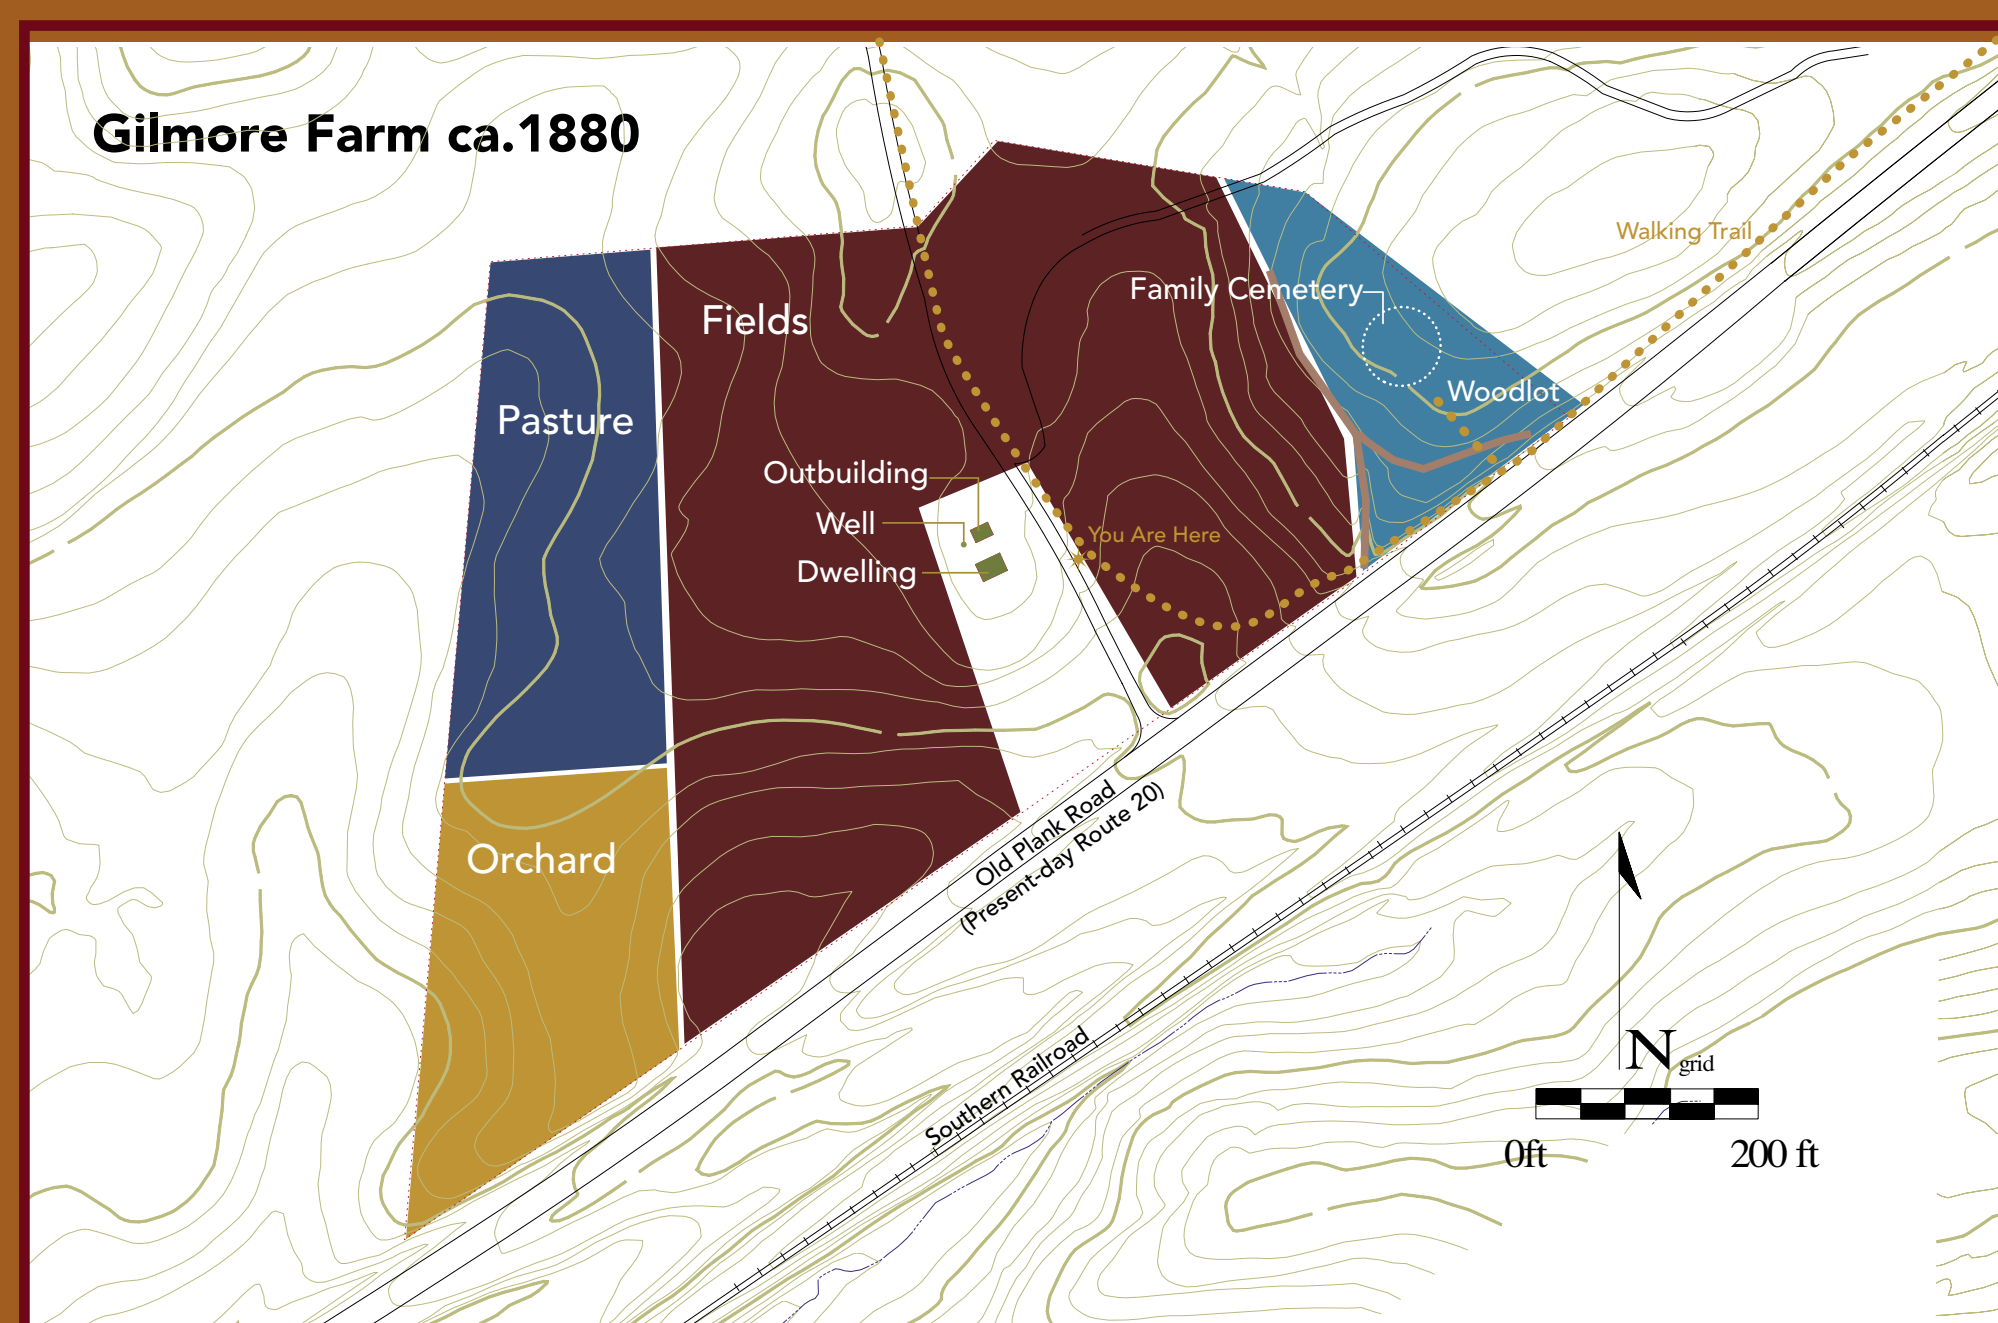 Gilmore Farm ca.1880
Walking Trail
Family Cemetery
Fields
Woodlot
Pasture
Outbuilding
Well
You Are Here
Dwelling
Orchard
Old Plank Road
(Present-day Route 20)
Southern Railroad
N grid
0ft 200 ft